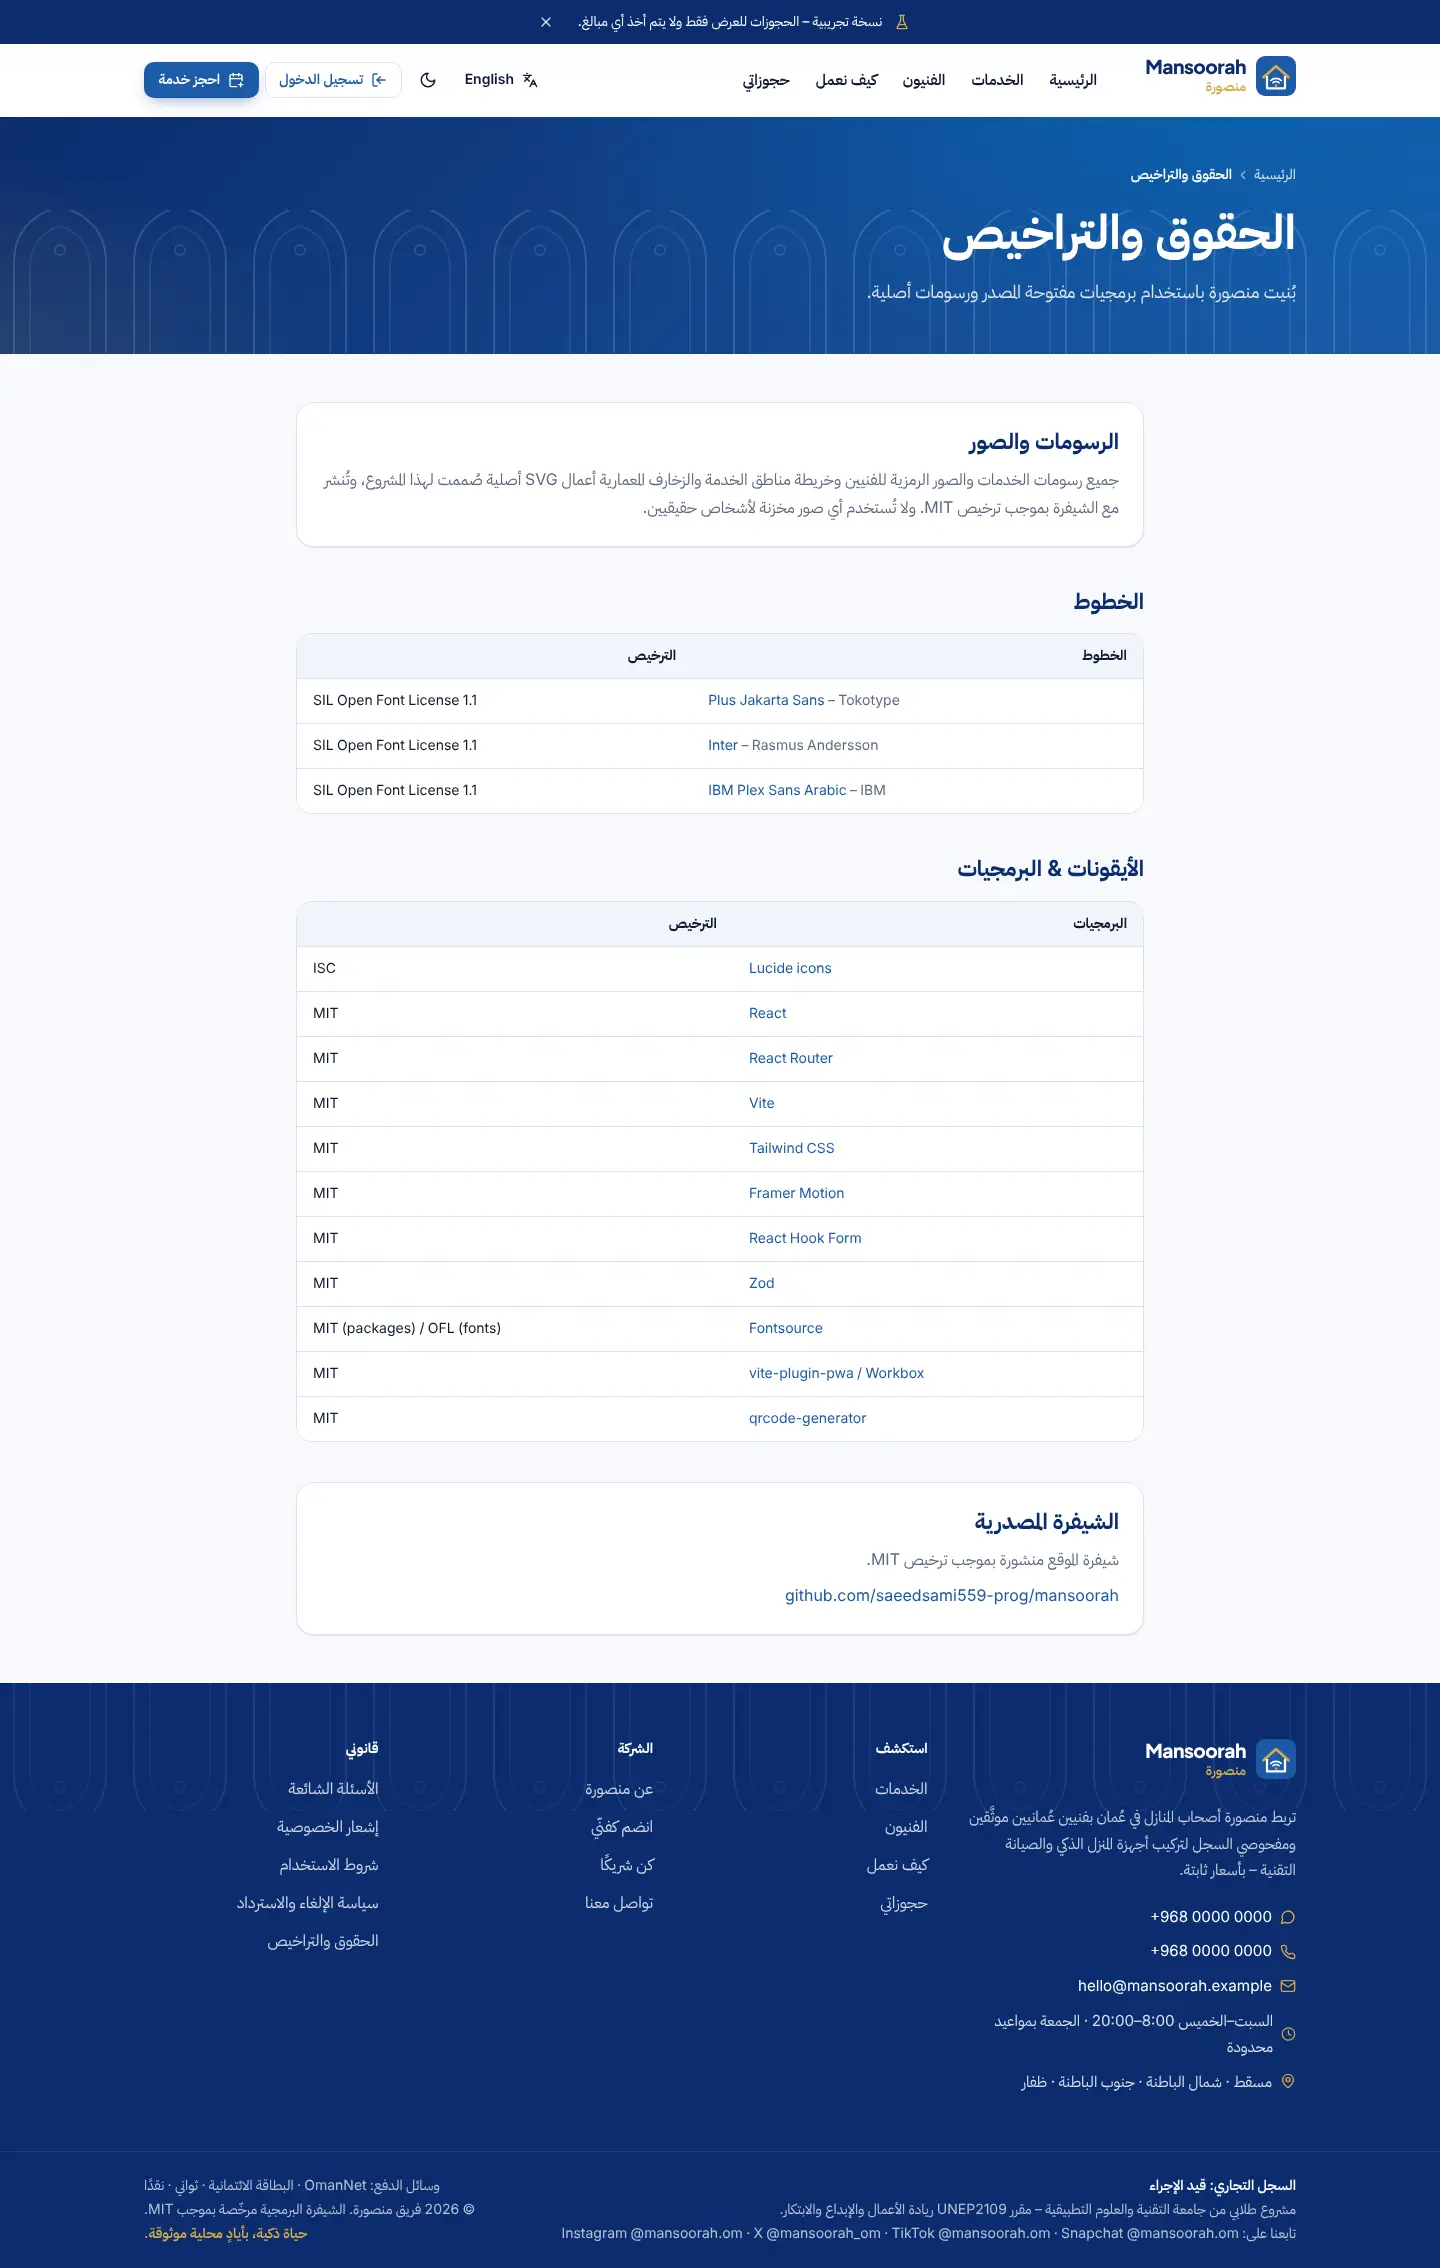 نسخة تجريبية – الحجوزات للعرض فقط ولا يتم أخذ أي مبالغ.
Mansoorah
منصورة
الرئيسية
الخدمات
الفنيون
كيف نعمل
حجوزاتي
English
تسجيل الدخول
احجز خدمة
الرئيسية › الحقوق والتراخيص
الحقوق والتراخيص
بُنيت منصورة باستخدام برمجيات مفتوحة المصدر ورسومات أصلية.
الرسومات والصور
جميع رسومات الخدمات والصور الرمزية للفنيين وخريطة مناطق الخدمة والزخارف المعمارية أعمال SVG أصلية صُممت لهذا المشروع، وتُنشر
مع الشيفرة بموجب ترخيص MIT. ولا تُستخدم أي صور مخزنة لأشخاص حقيقيين.
الخطوط
الخطوط الترخيص
Plus Jakarta Sans – Tokotype SIL Open Font License 1.1
Inter – Rasmus Andersson SIL Open Font License 1.1
IBM Plex Sans Arabic – IBM SIL Open Font License 1.1
الأيقونات & البرمجيات
البرمجيات الترخيص
Lucide icons ISC
React MIT
React Router MIT
Vite MIT
Tailwind CSS MIT
Framer Motion MIT
React Hook Form MIT
Zod MIT
Fontsource MIT (packages) / OFL (fonts)
vite-plugin-pwa / Workbox MIT
qrcode-generator MIT
الشيفرة المصدرية
شيفرة الموقع منشورة بموجب ترخيص MIT.
github.com/saeedsami559-prog/mansoorah
Mansoorah
منصورة
تربط منصورة أصحاب المنازل في عُمان بفنيين عُمانيين موثَّقين
ومفحوصي السجل لتركيب أجهزة المنزل الذكي والصيانة
التقنية – بأسعار ثابتة.
+968 0000 0000
+968 0000 0000
hello@mansoorah.example
السبت–الخميس 8:00–20:00 · الجمعة بمواعيد
محدودة
مسقط · شمال الباطنة · جنوب الباطنة · ظفار
استكشف
الخدمات
الفنيون
كيف نعمل
حجوزاتي
الشركة
عن منصورة
انضم كفنّي
كن شريكًا
تواصل معنا
قانوني
الأسئلة الشائعة
إشعار الخصوصية
شروط الاستخدام
سياسة الإلغاء والاسترداد
الحقوق والتراخيص
السجل التجاري: قيد الإجراء
مشروع طلابي من جامعة التقنية والعلوم التطبيقية – مقرر UNEP2109 ريادة الأعمال والإبداع والابتكار.
تابعنا على: Instagram @mansoorah.om · X @mansoorah_om · TikTok @mansoorah.om · Snapchat @mansoorah.om
وسائل الدفع: OmanNet · البطاقة الائتمانية · ثواني · نقدًا
© 2026 فريق منصورة. الشيفرة البرمجية مرخّصة بموجب MIT.
حياة ذكية، بأيادٍ محلية موثوقة.